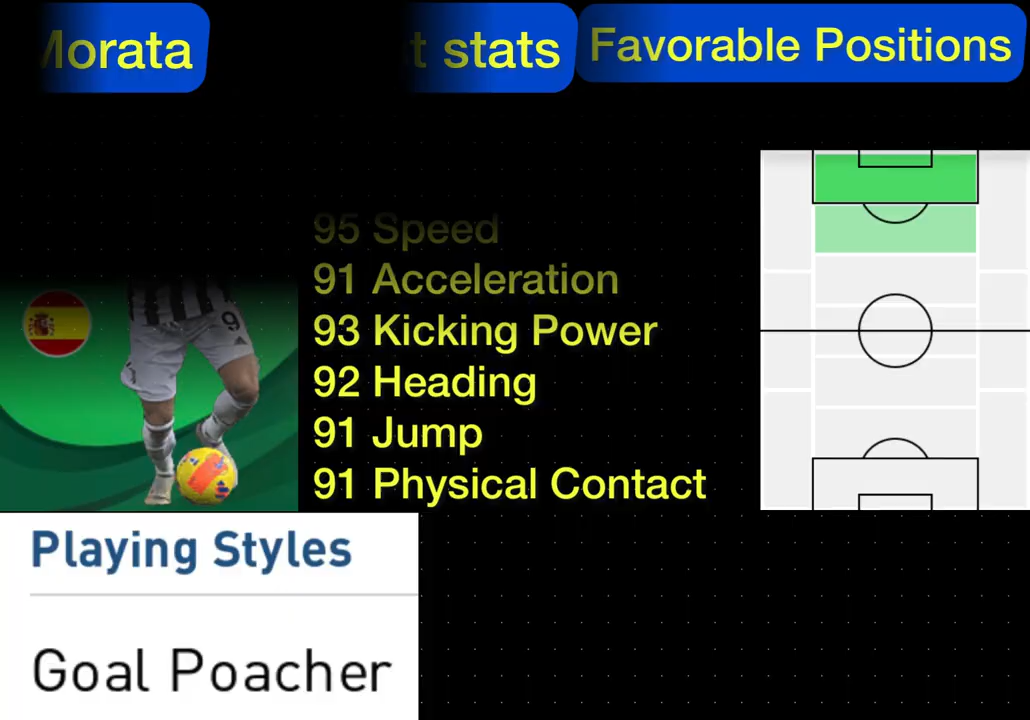 Morata
t stats
Favorable Positions
95 Speed
91 Acceleration
93 Kicking Power
92 Heading
91 Jump
91 Physical Contact
9
Playing Styles
Goal Poacher